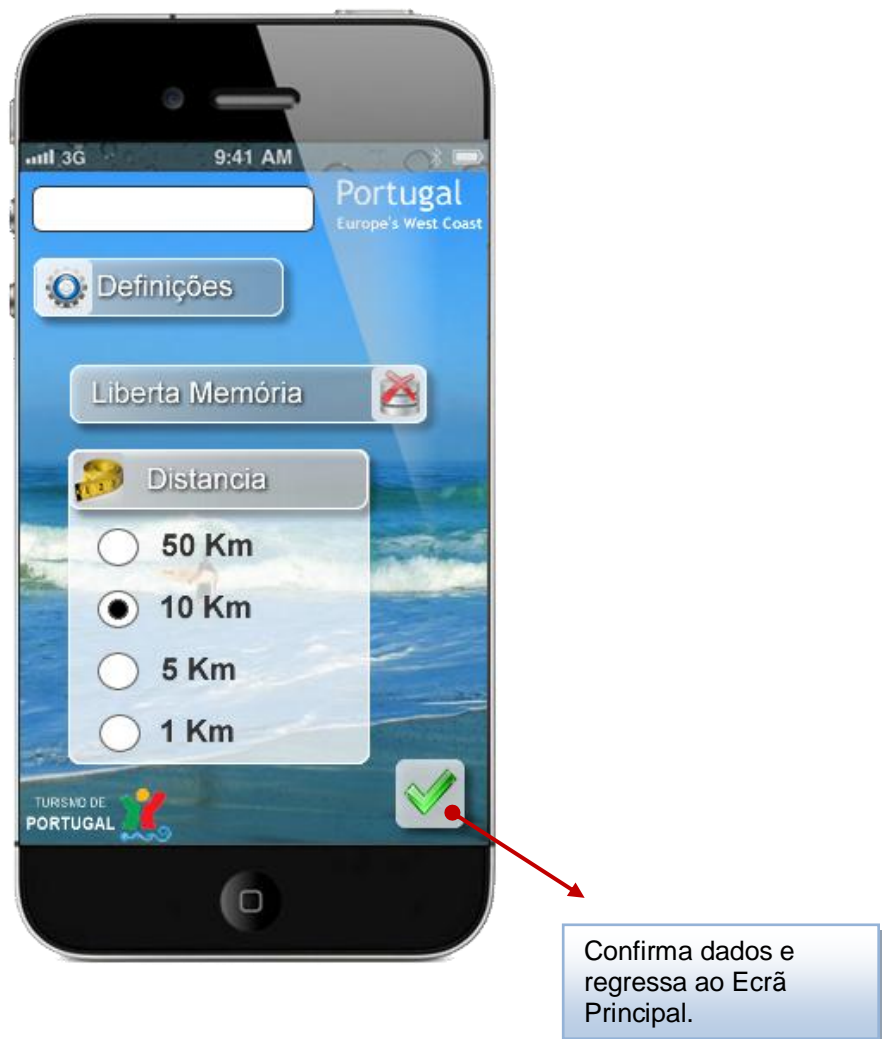 3G 9:41 AM
Portugal
Europe's West Coast
Definições
Liberta Memória
Distancia
50 Km
10 Km
5 Km
1 Km
TURISMO DE
PORTUGAL
Confirma dados e
regressa ao Ecrã
Principal.